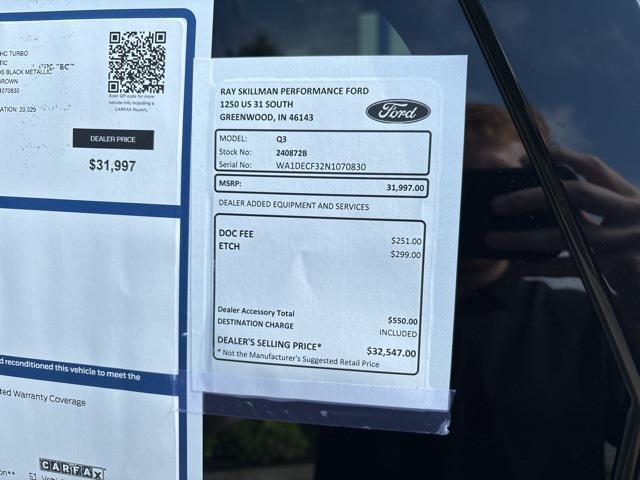 HC TURBO
BLACK METALLIC
BROWN
1070830
ATION: 20,029
Scan QR code for more
vehicle info including a
CARFAX Report.
DEALER PRICE
$31,997
d reconditioned this vehicle to meet the
ted Warranty Coverage
CARFAX
RAY SKILLMAN PERFORMANCE FORD
1250 US 31 SOUTH
GREENWOOD, IN 46143
Ford
MODEL: Q3
Stock No: 240872B
Serial No: WA1DECF32N1070830
MSRP: 31,997.00
DEALER ADDED EQUIPMENT AND SERVICES
DOC FEE $251.00
ETCH $299.00
Dealer Accessory Total $550.00
DESTINATION CHARGE INCLUDED
DEALER'S SELLING PRICE* $32,547.00
* Not the Manufacturer's Suggested Retail Price